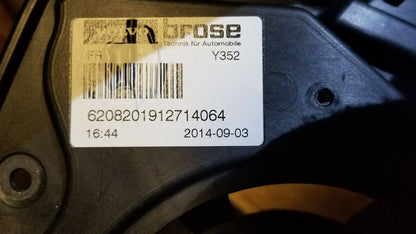 brose
Technik für Automobile
Y352
6208201912714064
16:44 2014-09-03